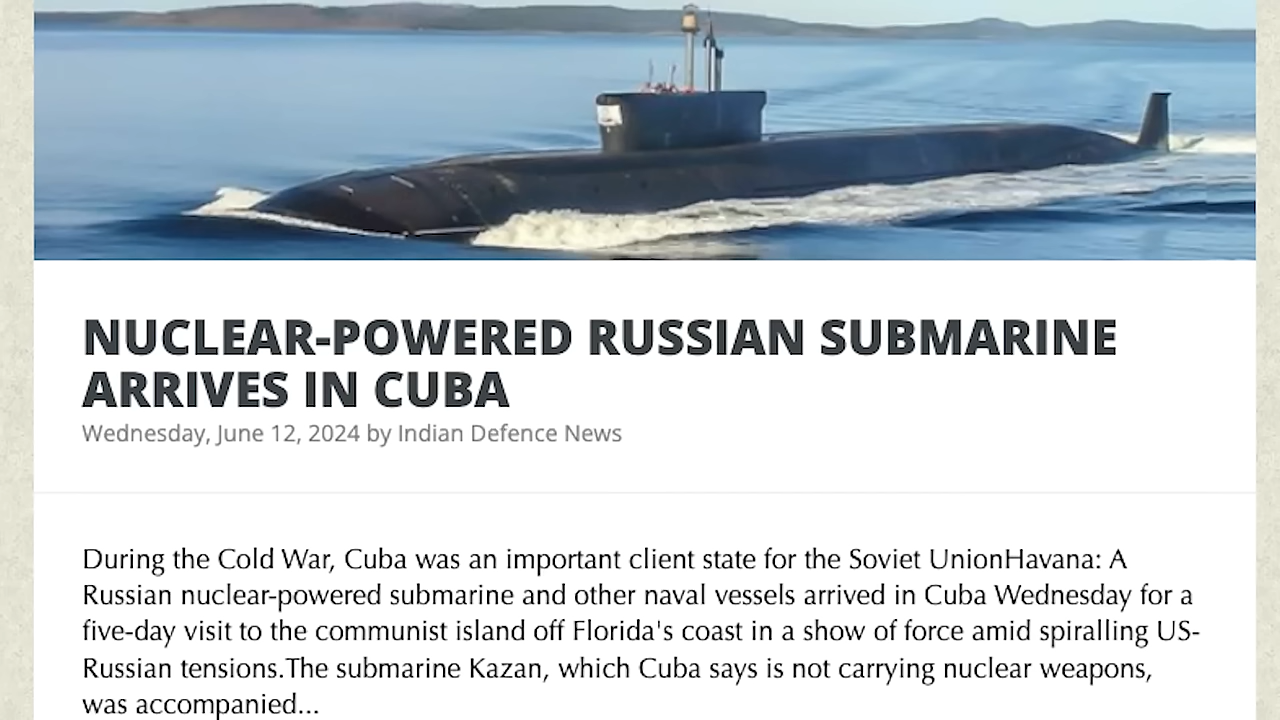 NUCLEAR-POWERED RUSSIAN SUBMARINE
ARRIVES IN CUBA
Wednesday, June 12, 2024 by Indian Defence News
During the Cold War, Cuba was an important client state for the Soviet UnionHavana: A
Russian nuclear-powered submarine and other naval vessels arrived in Cuba Wednesday for a
five-day visit to the communist island off Florida's coast in a show of force amid spiralling US-
Russian tensions.The submarine Kazan, which Cuba says is not carrying nuclear weapons,
was accompanied...